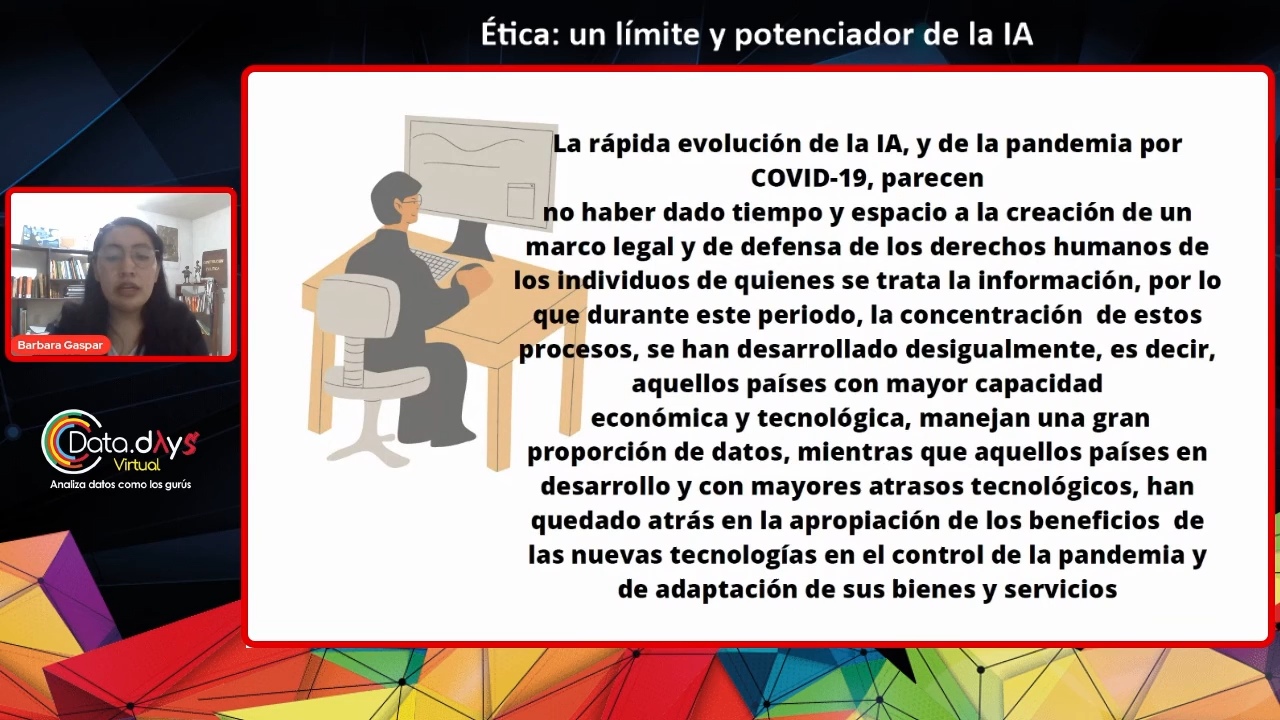 Ética: un límite y potenciador de la IA
La rápida evolución de la IA, y de la pandemia por
COVID-19, parecen
no haber dado tiempo y espacio a la creación de un
marco legal y de defensa de los derechos humanos de
los individuos de quienes se trata la información, por lo
que durante este periodo, la concentración  de estos
procesos, se han desarrollado desigualmente, es decir,
aquellos países con mayor capacidad
económica y tecnológica, manejan una gran
proporción de datos, mientras que aquellos países en
desarrollo y con mayores atrasos tecnológicos, han
quedado atrás en la apropiación de los beneficios  de
las nuevas tecnologías en el control de la pandemia y
de adaptación de sus bienes y servicios
Barbara Gaspar
Data.dAys
Virtual
Analiza datos como los gurús